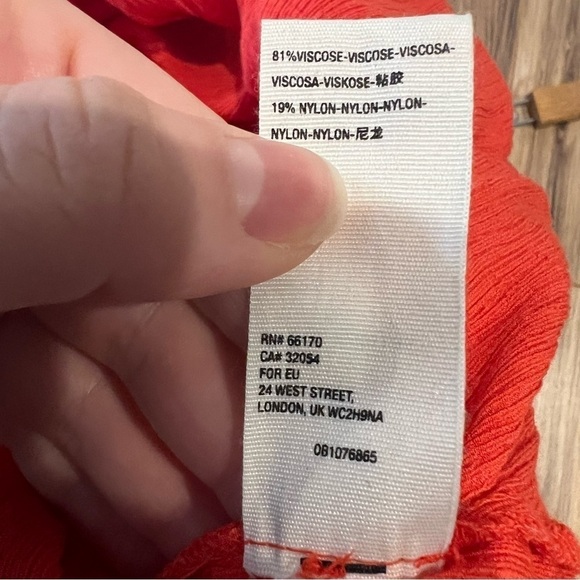 81%VISCOSE-VISCOSE-VISCOSA-
VISCOSA-VISKOSE-粘胶
19% NYLON-NYLON-NYLON-
NYLON-NYLON-尼龙
RN# 66170
CA# 32054
FOR EU
24 WEST STREET,
LONDON, UK WC2H9NA
081076865